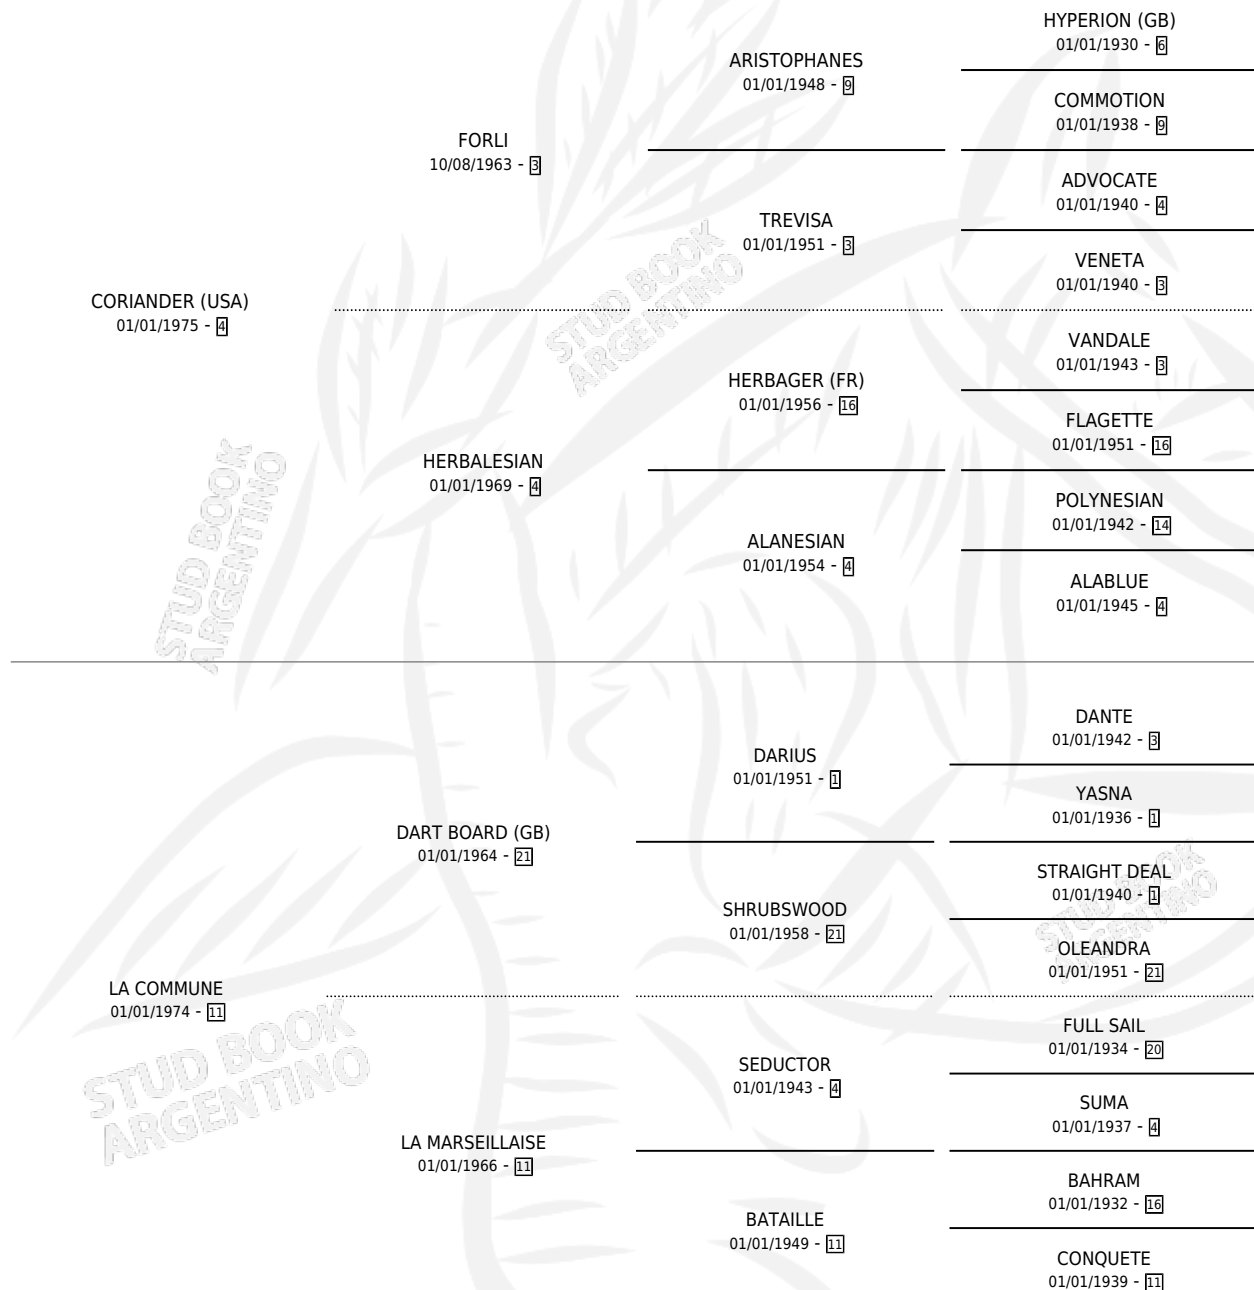 HYPERION (GB)
01/01/1930 - 6
ARISTOPHANES
01/01/1948 - 9
COMMOTION
01/01/1938 - 9
FORLI
10/08/1963 - 3
ADVOCATE
01/01/1940 - 4
TREVISA
01/01/1951 - 3
VENETA
01/01/1940 - 3
CORIANDER (USA)
01/01/1975 - 4
VANDALE
01/01/1943 - 3
HERBAGER (FR)
01/01/1956 - 16
FLAGETTE
01/01/1951 - 16
HERBALESIAN
01/01/1969 - 4
POLYNESIAN
01/01/1942 - 14
ALANESIAN
01/01/1954 - 4
ALABLUE
01/01/1945 - 4
DANTE
01/01/1942 - 3
DARIUS
01/01/1951 - 1
YASNA
01/01/1936 - 1
DART BOARD (GB)
01/01/1964 - 21
STRAIGHT DEAL
01/01/1940 - 1
SHRUBSWOOD
01/01/1958 - 21
OLEANDRA
01/01/1951 - 21
LA COMMUNE
01/01/1974 - 11
FULL SAIL
01/01/1934 - 20
SEDUCTOR
01/01/1943 - 4
SUMA
01/01/1937 - 4
LA MARSEILLAISE
01/01/1966 - 11
BAHRAM
01/01/1932 - 16
BATAILLE
01/01/1949 - 11
CONQUETE
01/01/1939 - 11
STUD BOOK
ARGENTINO
STUD BOOK
ARGENTINO
STUD BOOK
ARGENTINO
STUD BOOK
ARGENTINO